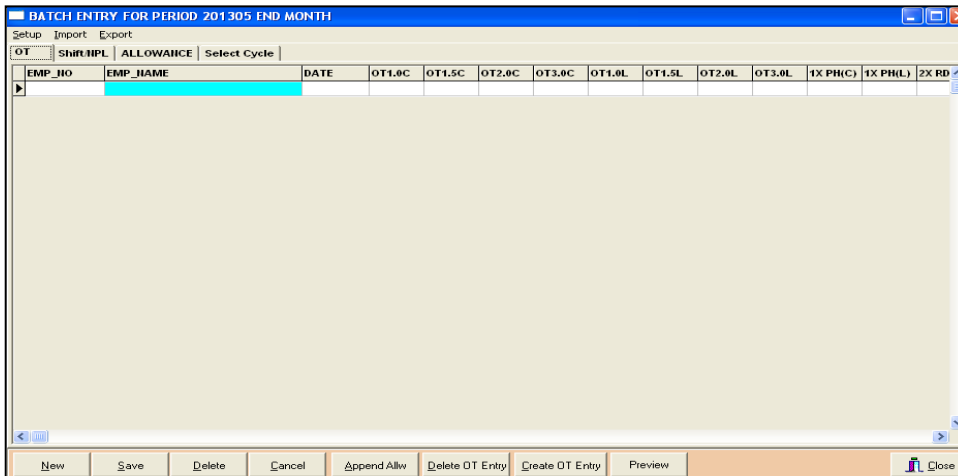 BATCH ENTRY FOR PERIOD 201305 END MONTH
Setup Import Export
OT Shift/NPL ALLOWANCE Select Cycle
EMP_NO EMP_NAME DATE OT1.0C OT1.5C OT2.0C OT3.0C OT1.0L OT1.5L OT2.0L OT3.0L 1X PH(C) 1X PH(L) 2X RD
New Save Delete Cancel Append Allw Delete OT Entry Create OT Entry Preview Close